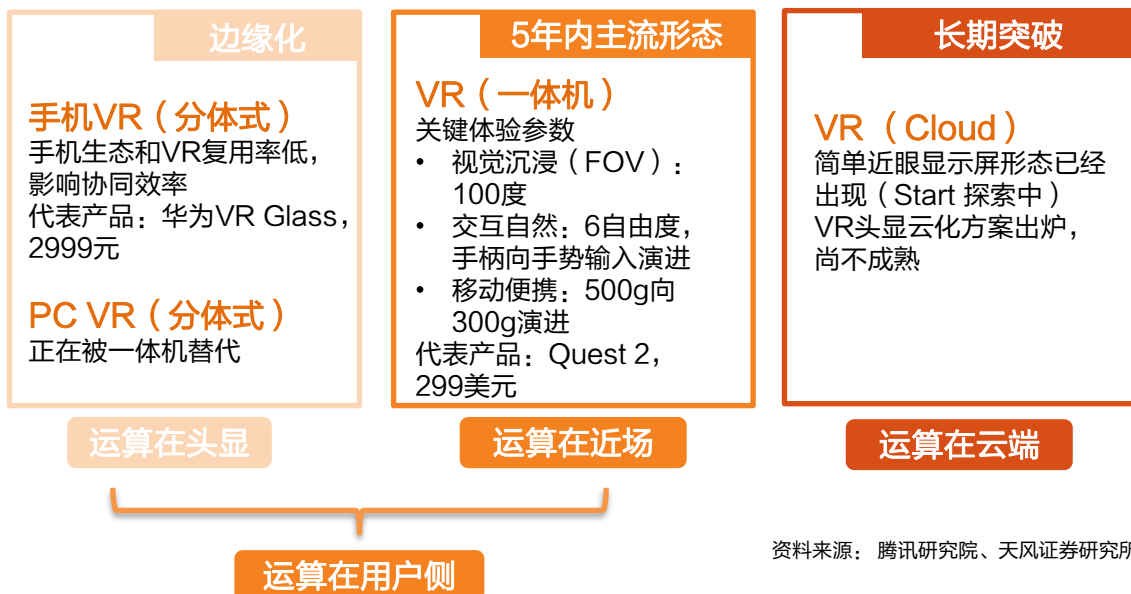 边缘化
手机VR（分体式）
手机生态和VR复用率低，
影响协同效率
代表产品：华为VR Glass，
2999元
PC VR（分体式）
正在被一体机替代
运算在头显
5年内主流形态
VR（一体机）
关键体验参数
• 视觉沉浸（FOV）：
100度
• 交互自然：6自由度，
手柄向手势输入演进
• 移动便携：500g向
300g演进
代表产品：Quest 2，
299美元
运算在近场
长期突破
VR （Cloud）
简单近眼显示屏形态已经
出现（Start 探索中）
VR头显云化方案出炉，
尚不成熟
运算在云端
运算在用户侧
资料来源： 腾讯研究院、天风证券研究所